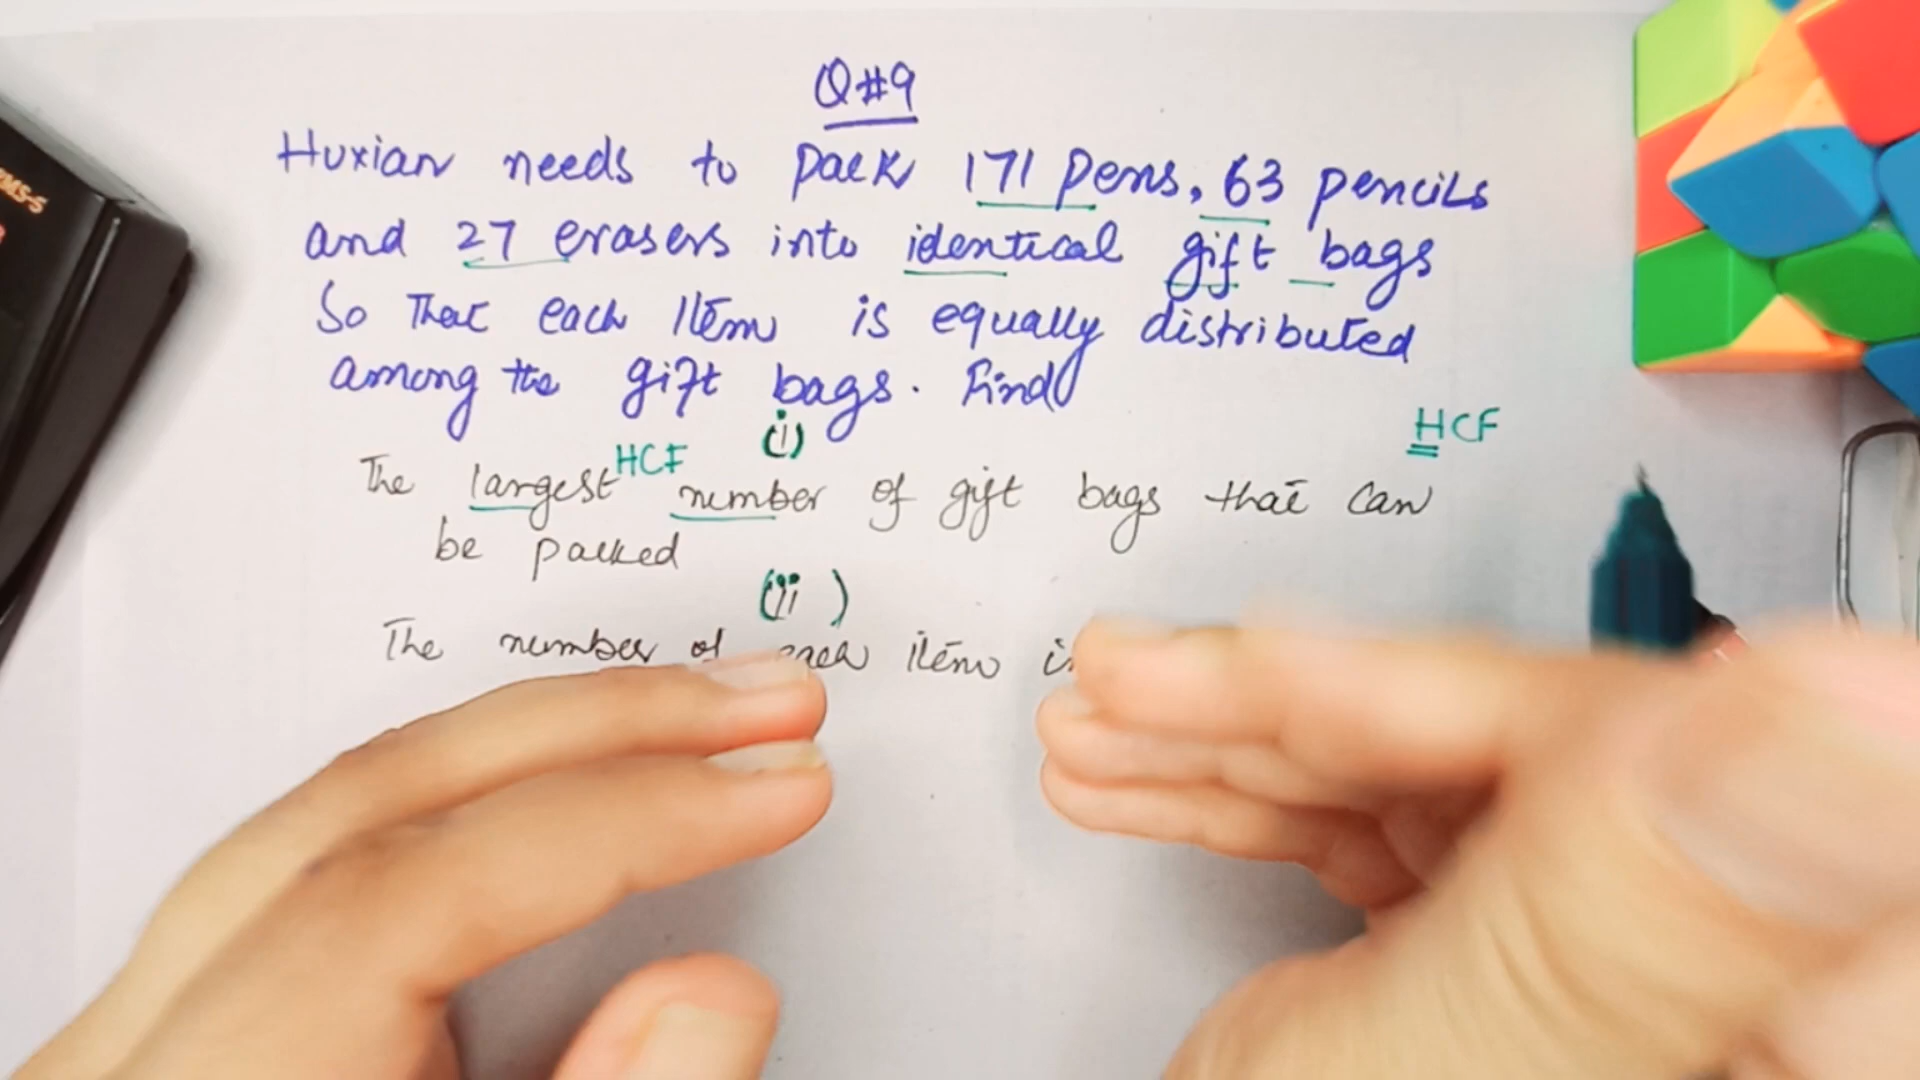 Q#9
Huxian needs to pack 171 pens, 63 pencils
and 27 erasers into identical gift bags
So that each item is equally distributed
among the gift bags. Find
(i)
HCF
HCF
The largest number of gift bags that can
be packed
(ii)
The number of each item